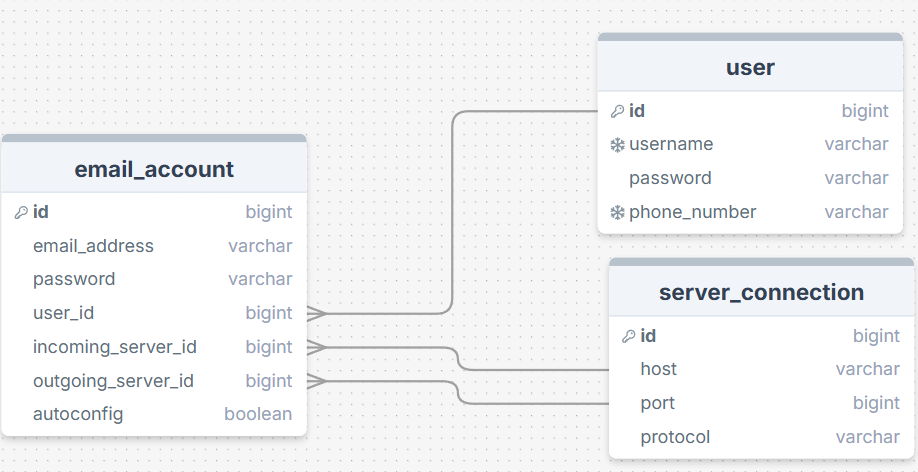 user
id bigint
username varchar
password varchar
phone_number varchar
email_account
id bigint
email_address varchar
password varchar
user_id bigint
incoming_server_id bigint
outgoing_server_id bigint
autoconfig boolean
server_connection
id bigint
host varchar
port bigint
protocol varchar